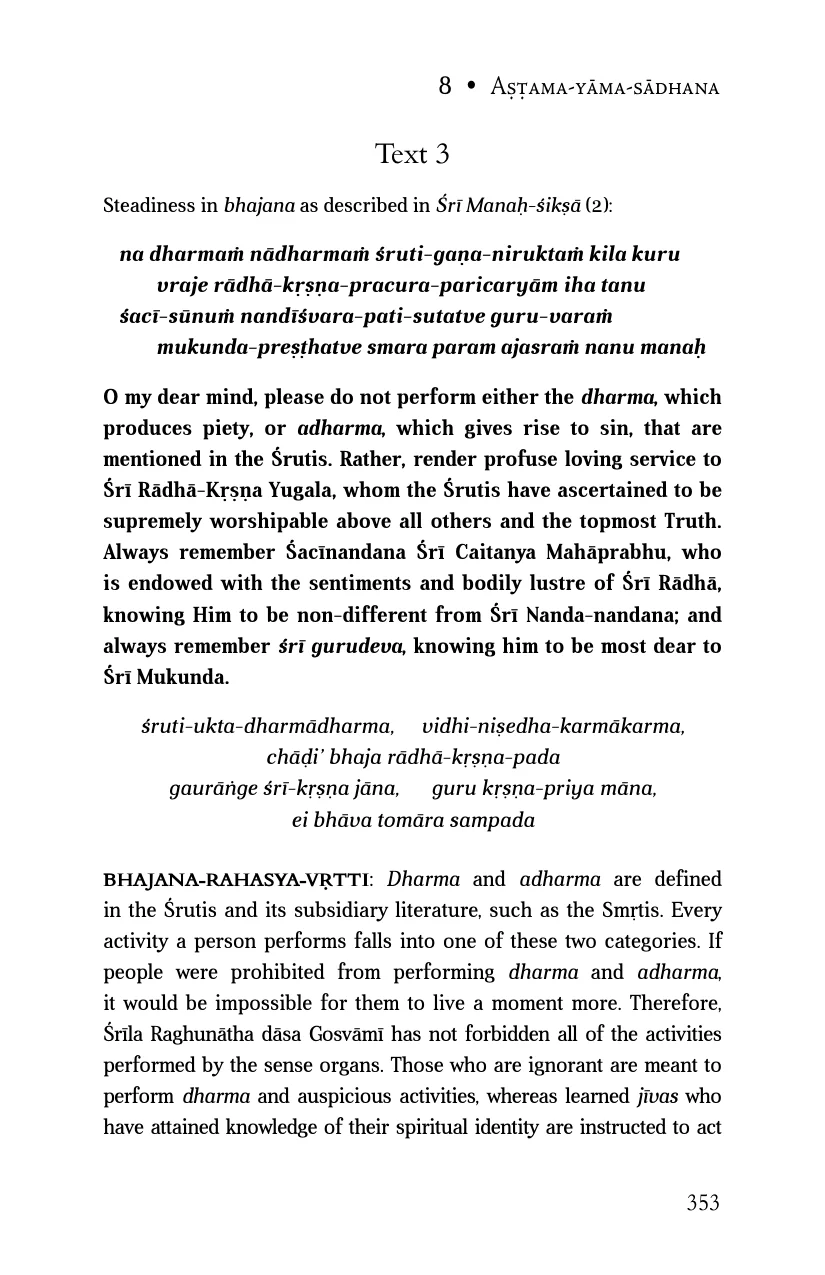 8 • Aṣṭama-yāma-sādhana
Text 3
Steadiness in bhajana as described in Śrī Manaḥ-śikṣā (2):
na dharmaṁ nādharmaṁ śruti-gaṇa-niruktaṁ kila kuru
vraje rādhā-kṛṣṇa-pracura-paricaryām iha tanu
śacī-sūnuṁ nandīśvara-pati-sutatve guru-varaṁ
mukunda-preṣṭhatve smara param ajasraṁ nanu manaḥ
O my dear mind, please do not perform either the dharma, which
produces piety, or adharma, which gives rise to sin, that are
mentioned in the Śrutis. Rather, render profuse loving service to
Śrī Rādhā-Kṛṣṇa Yugala, whom the Śrutis have ascertained to be
supremely worshipable above all others and the topmost Truth.
Always remember Śacīnandana Śrī Caitanya Mahāprabhu, who
is endowed with the sentiments and bodily lustre of Śrī Rādhā,
knowing Him to be non-different from Śrī Nanda-nandana; and
always remember śrī gurudeva, knowing him to be most dear to
Śrī Mukunda.
śruti-ukta-dharmādharma, vidhi-niṣedha-karmākarma,
chāḍi’ bhaja rādhā-kṛṣṇa-pada
gaurāṅge śrī-kṛṣṇa jāna, guru kṛṣṇa-priya māna,
ei bhāva tomāra sampada
BHAJANA-RAHASYA-VṚTTI: Dharma and adharma are defined
in the Śrutis and its subsidiary literature, such as the Smṛtis. Every
activity a person performs falls into one of these two categories. If
people were prohibited from performing dharma and adharma,
it would be impossible for them to live a moment more. Therefore,
Śrīla Raghunātha dāsa Gosvāmī has not forbidden all of the activities
performed by the sense organs. Those who are ignorant are meant to
perform dharma and auspicious activities, whereas learned jīvas who
have attained knowledge of their spiritual identity are instructed to act
353